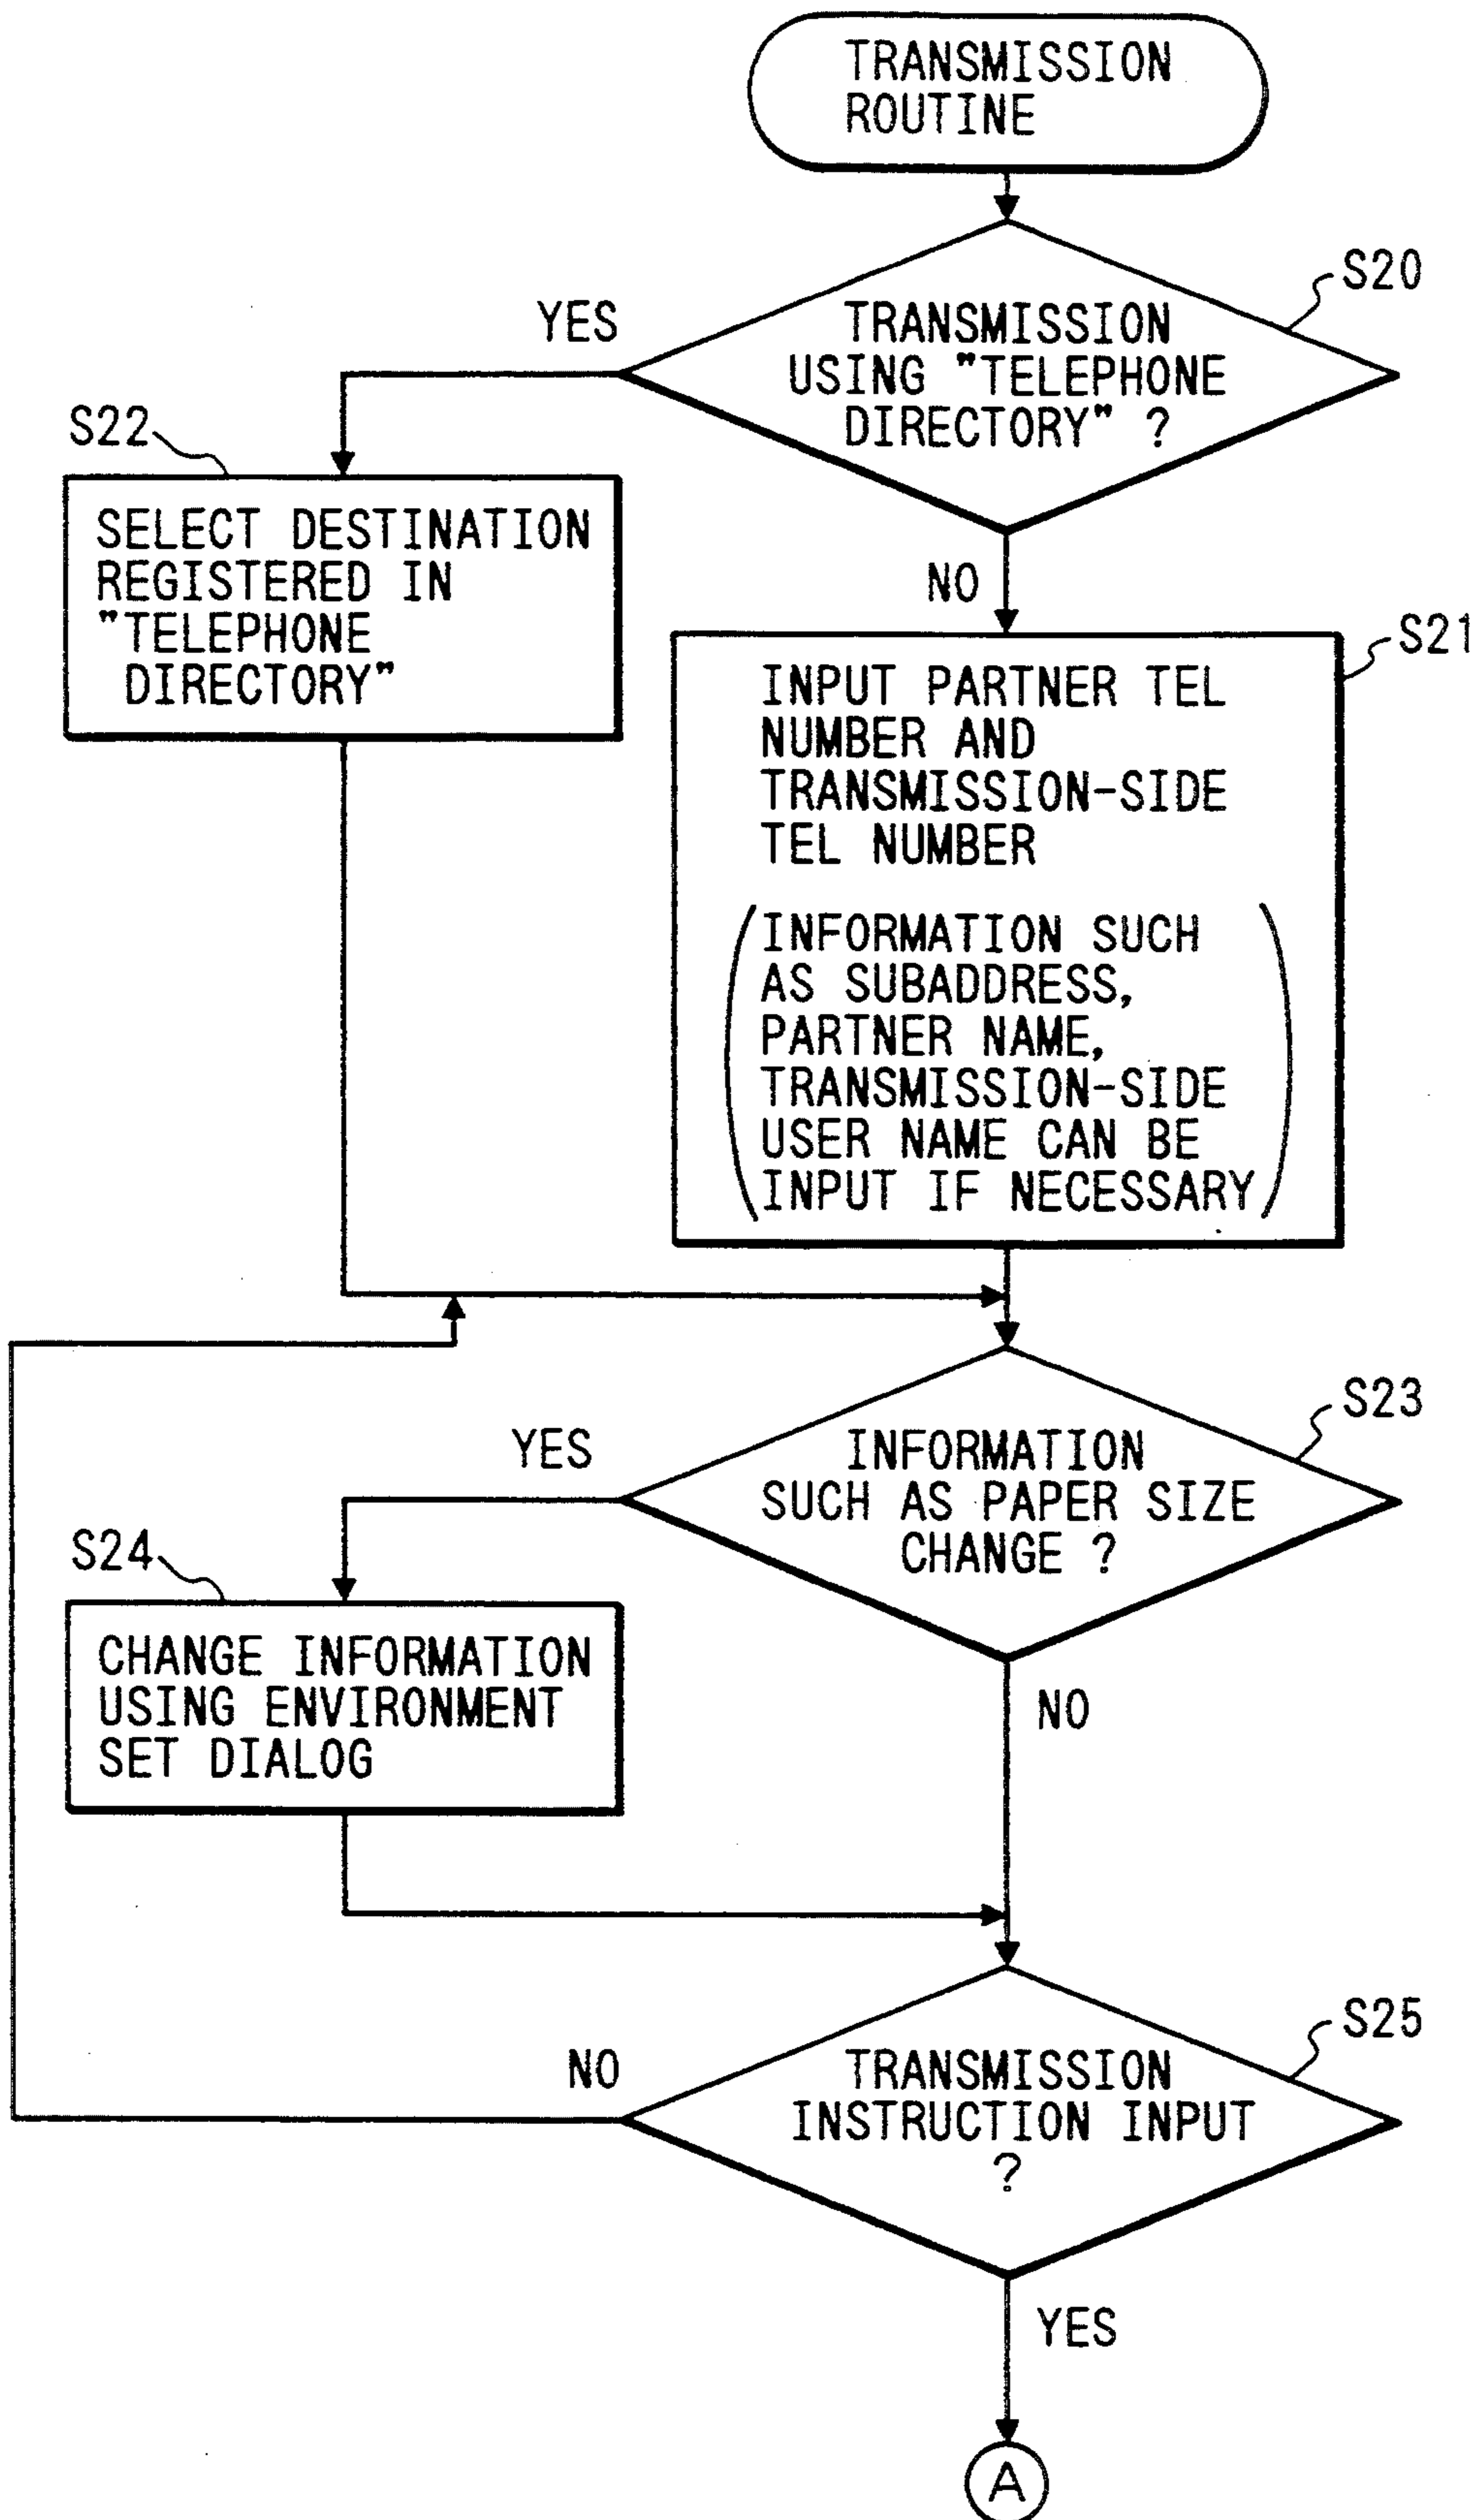 TRANSMISSION
ROUTINE
S20
YES
TRANSMISSION
USING "TELEPHONE
DIRECTORY" ?
S22
SELECT DESTINATION
REGISTERED IN
"TELEPHONE
DIRECTORY"
NO
S21
INPUT PARTNER TEL
NUMBER AND
TRANSMISSION-SIDE
TEL NUMBER
(INFORMATION SUCH
AS SUBADDRESS,
PARTNER NAME,
TRANSMISSION-SIDE
USER NAME CAN BE
INPUT IF NECESSARY)
S23
YES
INFORMATION
SUCH AS PAPER SIZE
CHANGE ?
S24
CHANGE INFORMATION
USING ENVIRONMENT
SET DIALOG
NO
S25
NO
TRANSMISSION
INSTRUCTION INPUT
?
YES
A